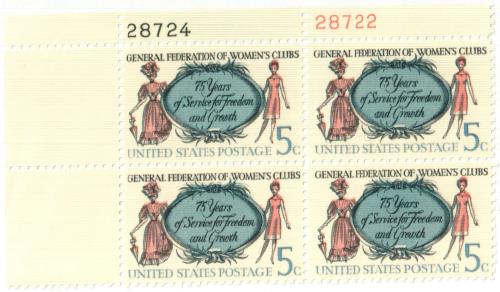 28724 28722
GENERAL FEDERATION OF WOMEN'S CLUBS GENERAL FEDERATION OF WOMEN'S CLUBS
75 Years 75 Years
of Service for Freedom of Service for Freedom
and Growth and Growth
5c 5c
UNITED STATES POSTAGE UNITED STATES POSTAGE
GENERAL FEDERATION OF WOMEN'S CLUBS GENERAL FEDERATION OF WOMEN'S CLUBS
75 Years 75 Years
of Service for Freedom of Service for Freedom
and Growth and Growth
5c 5c
UNITED STATES POSTAGE UNITED STATES POSTAGE